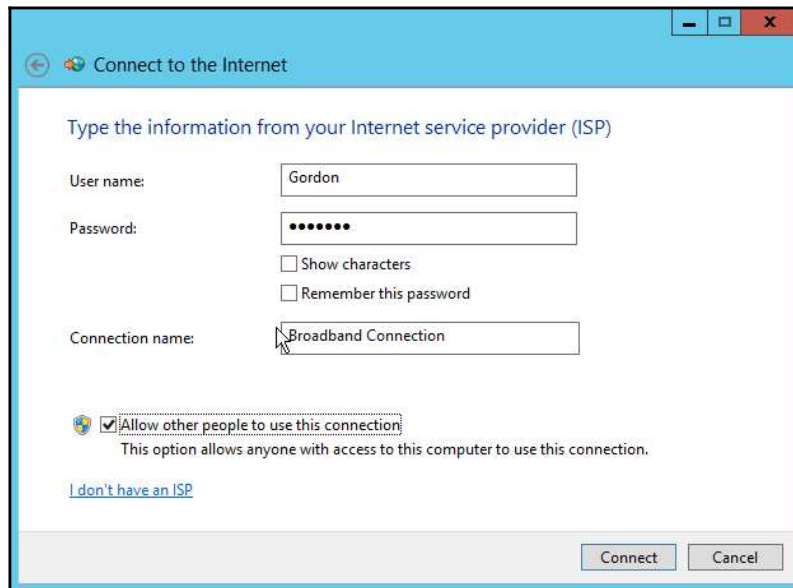 Connect to the Internet
Type the information from your Internet service provider (ISP)
User name:
Gordon
Password:
•••••••
Show characters
Remember this password
Connection name:
Broadband Connection
Allow other people to use this connection
This option allows anyone with access to this computer to use this connection.
I don't have an ISP
Connect
Cancel